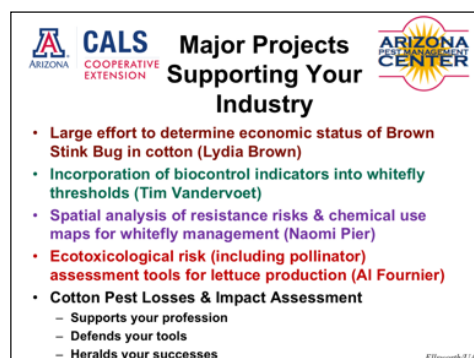 ARIZONA
CALS
COOPERATIVE
EXTENSION
Major Projects
Supporting Your
Industry
ARIZONA
PEST MANAGEMENT
CENTER
• Large effort to determine economic status of Brown
Stink Bug in cotton (Lydia Brown)
• Incorporation of biocontrol indicators into whitefly
thresholds (Tim Vandervoet)
• Spatial analysis of resistance risks & chemical use
maps for whitefly management (Naomi Pier)
• Ecotoxicological risk (including pollinator)
assessment tools for lettuce production (Al Fournier)
• Cotton Pest Losses & Impact Assessment
– Supports your profession
– Defends your tools
– Heralds your successes